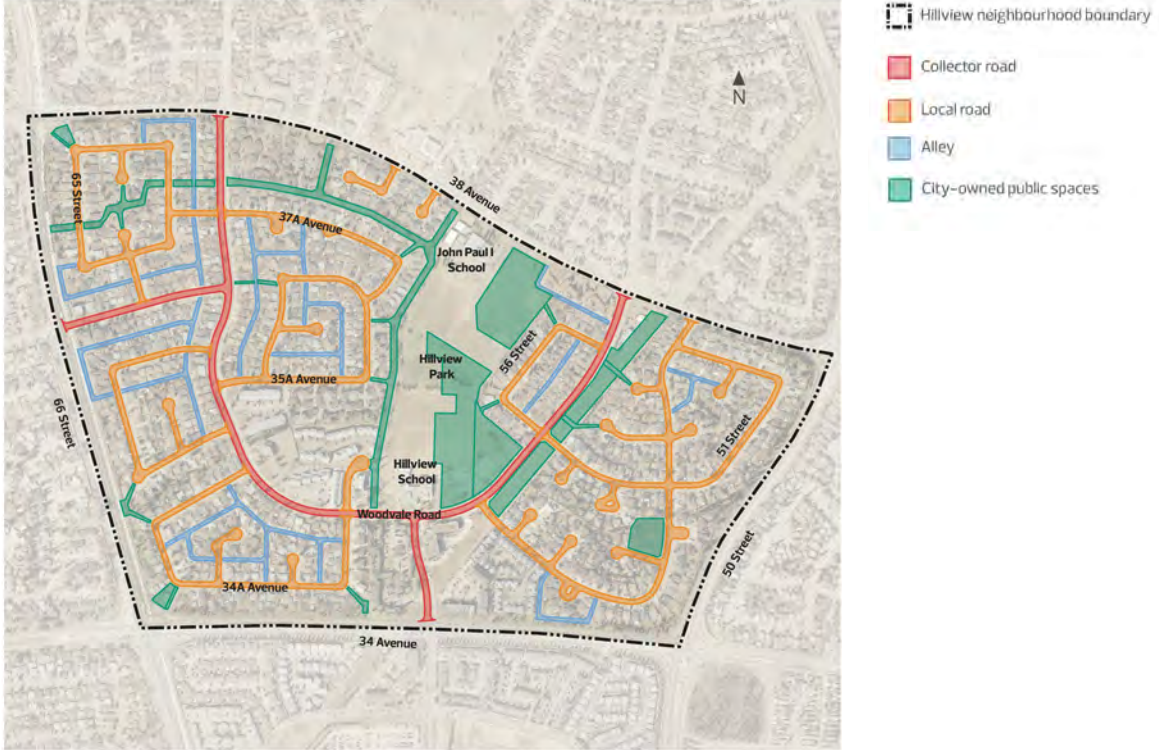 Hillview neighbourhood boundary
Collector road
Local road
Alley
City-owned public spaces
N
38 Avenue
65 Street
37A Avenue
John Paul I
School
56 Street
Hillview
Park
35A Avenue
66 Street
51 Street
Hillview
School
Woodvale Road
50 Street
34A Avenue
34 Avenue